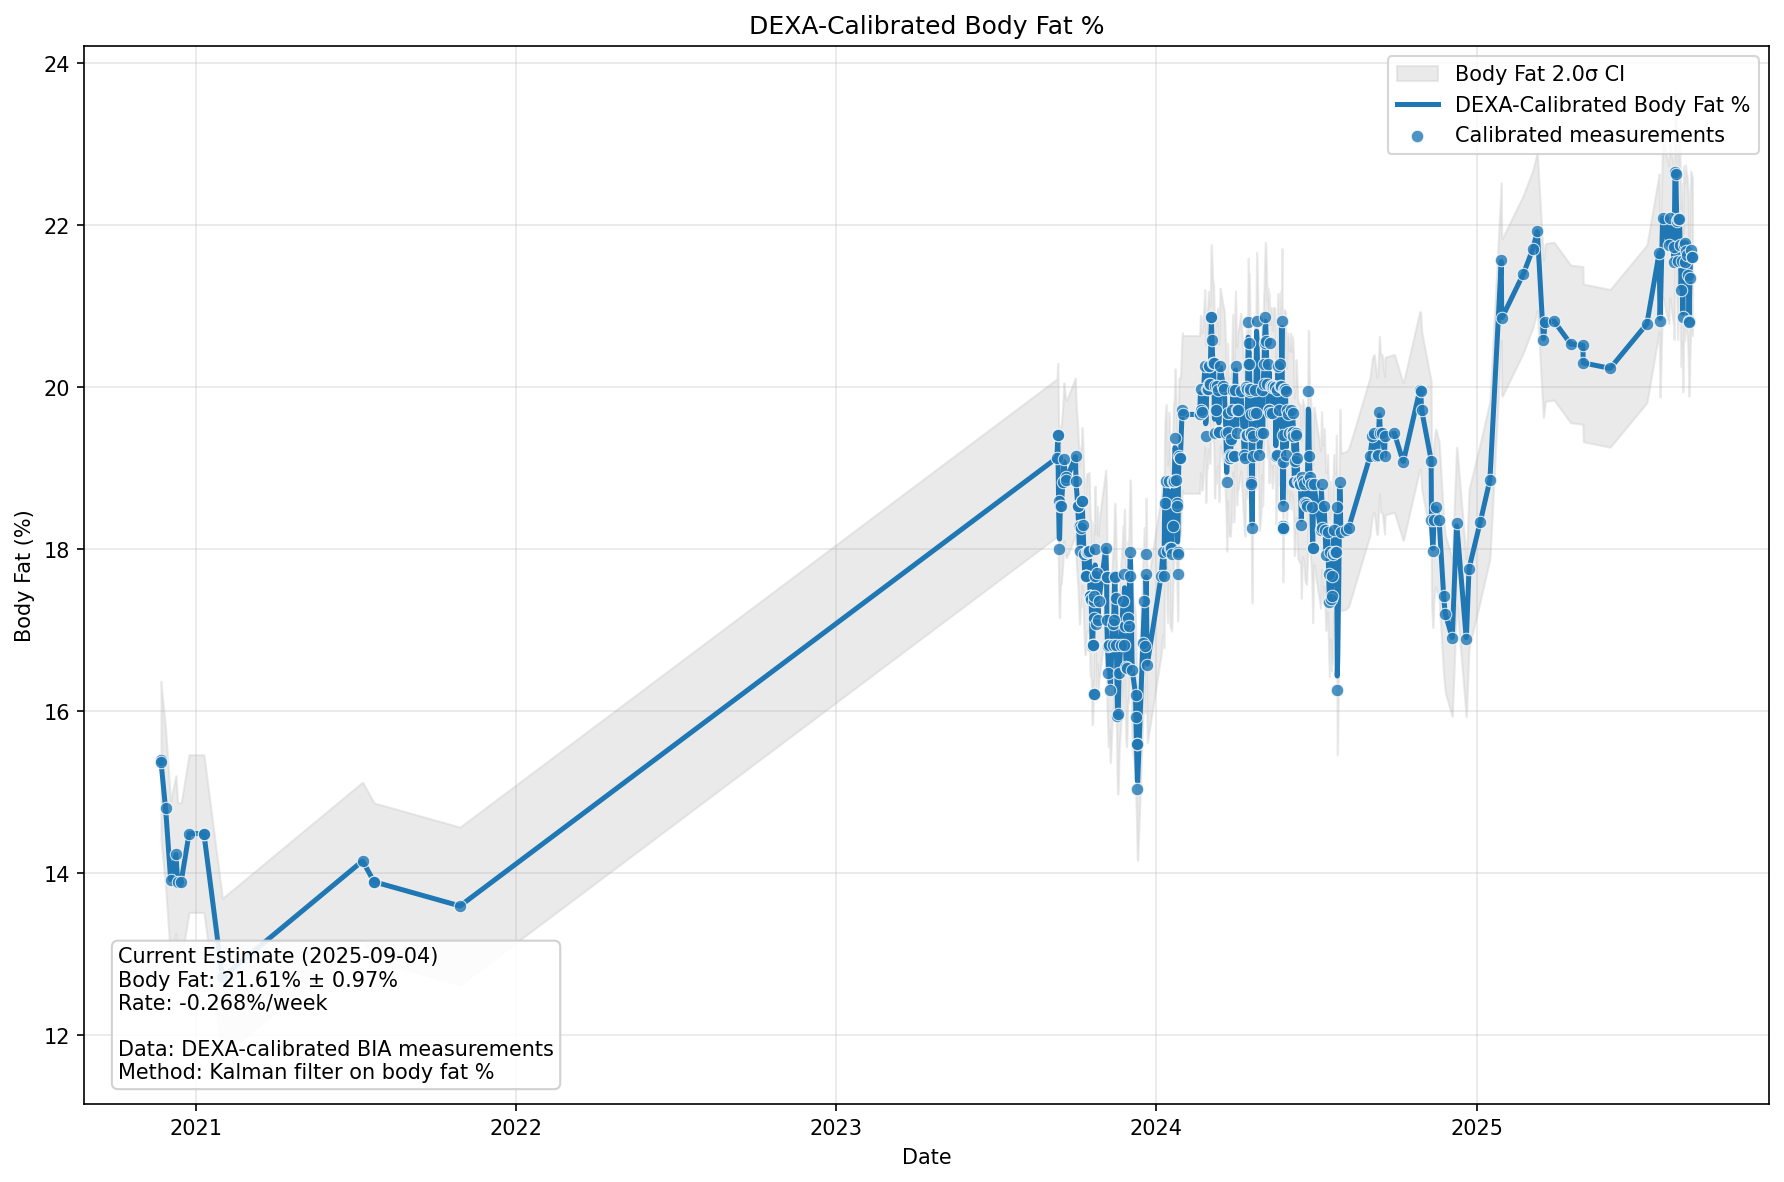 DEXA-Calibrated Body Fat %
Body Fat 2.0σ CI
DEXA-Calibrated Body Fat %
Calibrated measurements
24
22
20
18
16
14
12
Body Fat (%)
Current Estimate (2025-09-04)
Body Fat: 21.61% ± 0.97%
Rate: -0.268%/week
Data: DEXA-calibrated BIA measurements
Method: Kalman filter on body fat %
2021 2022 2023 2024 2025
Date